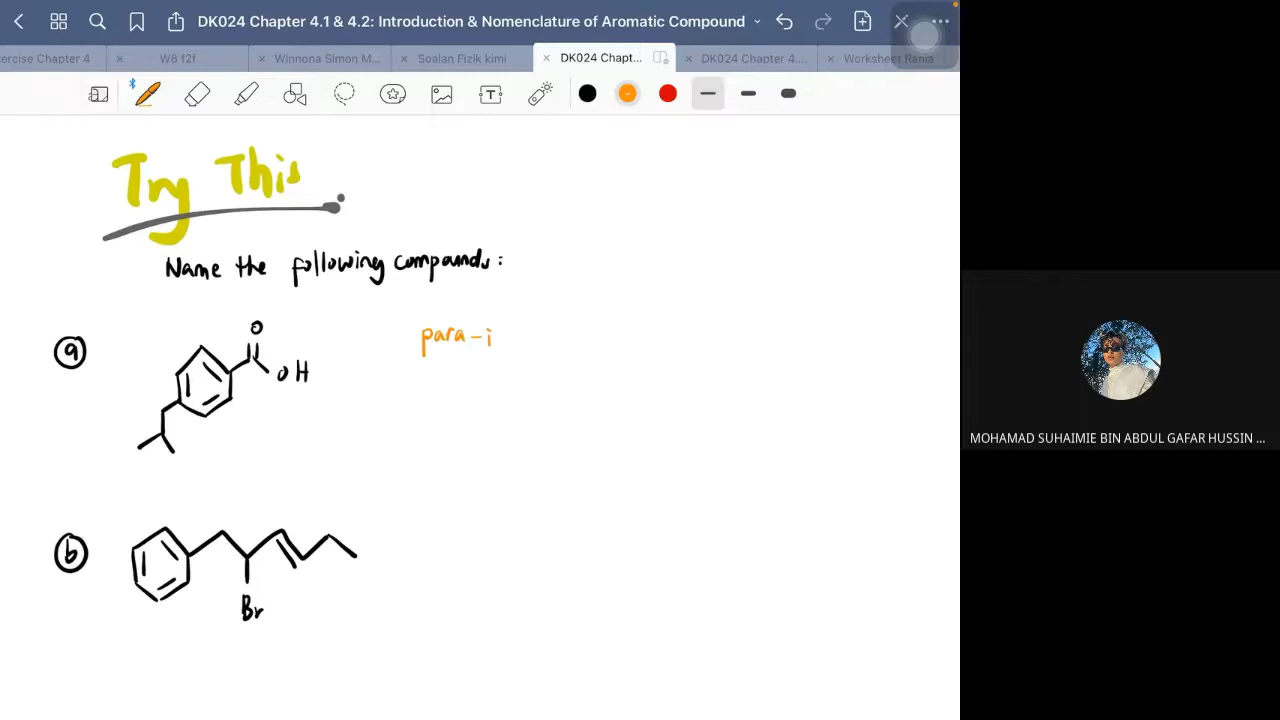 DK024 Chapter 4.1 & 4.2: Introduction & Nomenclature of Aromatic Compound
ercise Chapter 4
W8 f2f
Winnona Simon M...
Soalan Fizik kimi
DK024 Chapt...
DK024 Chapter 4....
Worksheet Rania
T
Try This
Name the following compounds:
a
O
OH
para-i
b
Br
MOHAMAD SUHAIMIE BIN ABDUL GAFAR HUSSIN ...